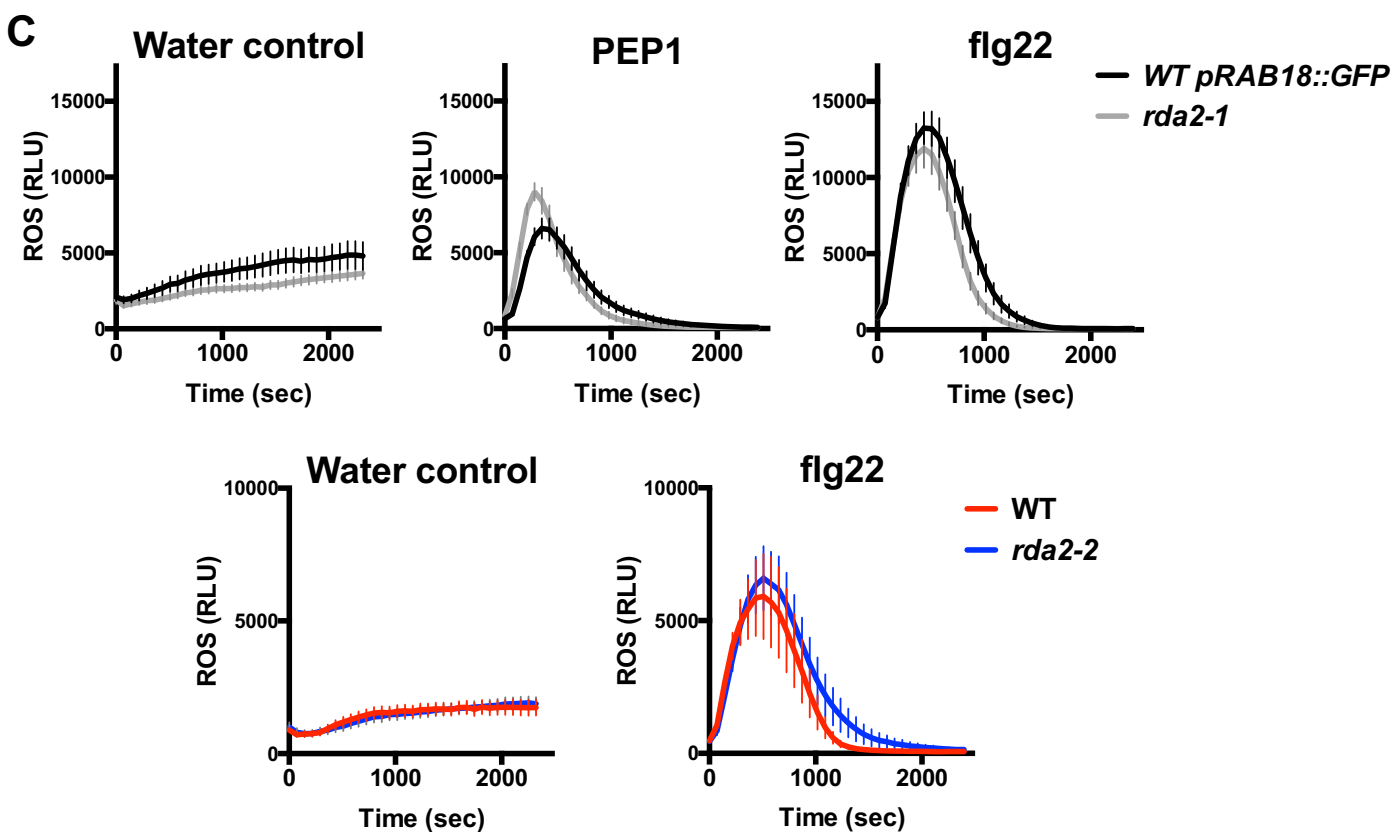 C
Water control
PEP1
flg22
WT pRAB18::GFP
rda2-1
15000
10000
5000
0
ROS (RLU)
0 1000 2000
Time (sec)
15000
10000
5000
0
ROS (RLU)
0 1000 2000
Time (sec)
15000
10000
5000
0
ROS (RLU)
0 1000 2000
Time (sec)
Water control
flg22
WT
rda2-2
10000
5000
0
ROS (RLU)
0 1000 2000
Time (sec)
10000
5000
0
ROS (RLU)
0 1000 2000
Time (sec)